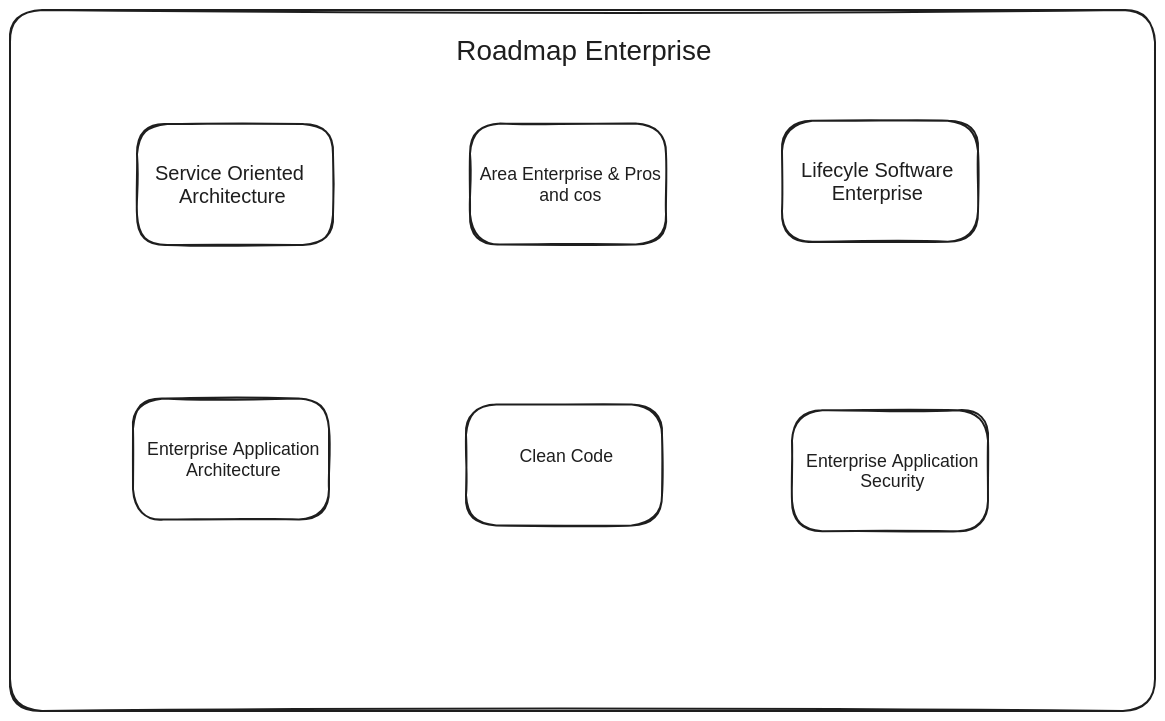 Roadmap Enterprise
Service Oriented
Architecture
Area Enterprise & Pros
and cos
Lifecyle Software
Enterprise
Enterprise Application
Architecture
Clean Code
Enterprise Application
Security